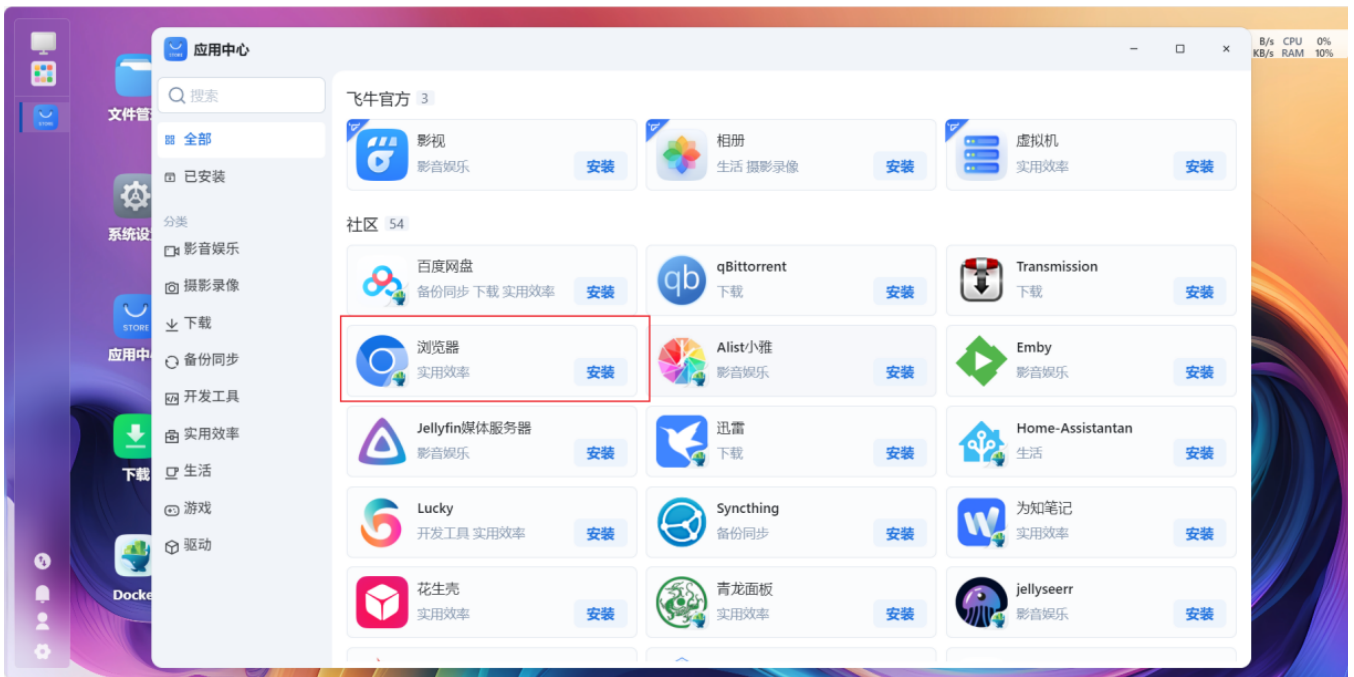 应用中心
B/s CPU 0%
KB/s RAM 10%
搜索
全部
已安装
分类
影音娱乐
摄影录像
下载
备份同步
开发工具
实用效率
生活
游戏
驱动
文件管
系统设
STORE
应用中
下载
Docke
飞牛官方 3
影视
影音娱乐
安装
相册
生活 摄影录像
安装
虚拟机
实用效率
安装
社区 54
百度网盘
备份同步 下载 实用效率
安装
qBittorrent
下载
安装
Transmission
下载
安装
浏览器
实用效率
安装
Alist小雅
影音娱乐
安装
Emby
影音娱乐
安装
Jellyfin媒体服务器
影音娱乐
安装
迅雷
下载
安装
Home-Assistantan
生活
安装
Lucky
开发工具 实用效率
安装
Syncthing
备份同步
安装
为知笔记
实用效率
安装
花生壳
实用效率
安装
青龙面板
实用效率
安装
jellyseerr
影音娱乐
安装